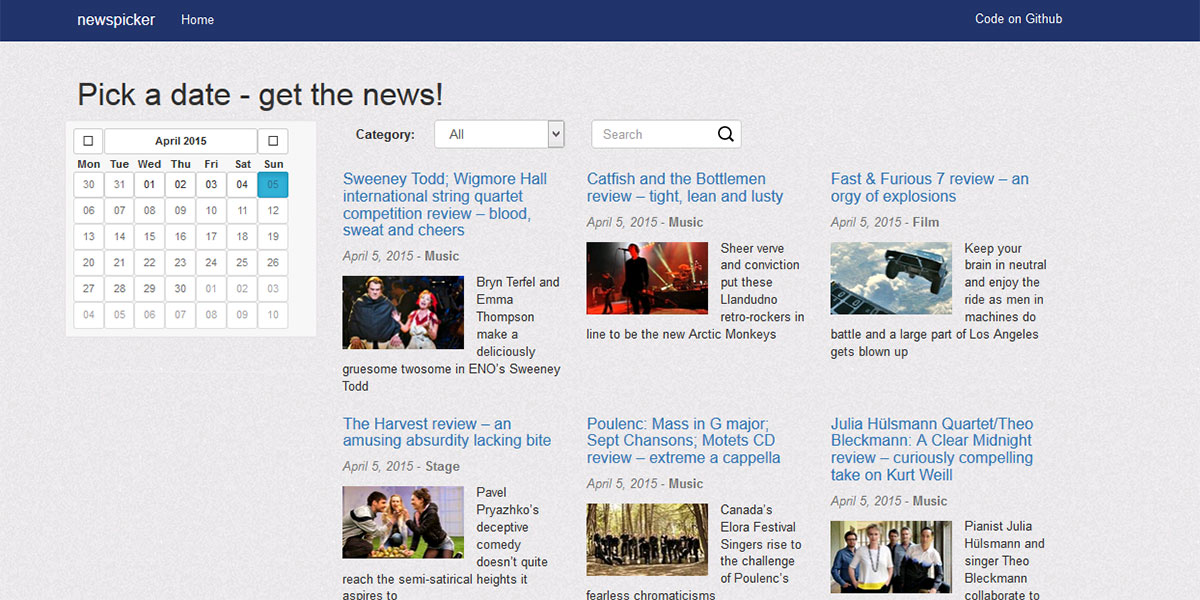 newspicker Home Code on Github
Pick a date - get the news!
April 2015
Mon Tue Wed Thu Fri Sat Sun
30 31 01 02 03 04 05
06 07 08 09 10 11 12
13 14 15 16 17 18 19
20 21 22 23 24 25 26
27 28 29 30 01 02 03
04 05 06 07 08 09 10
Category: All Search
Sweeney Todd; Wigmore Hall
international string quartet
competition review – blood,
sweat and cheers
April 5, 2015 - Music
Bryn Terfel and
Emma
Thompson
make a
deliciously
gruesome twosome in ENO's Sweeney
Todd
Catfish and the Bottlemen
review – tight, lean and lusty
April 5, 2015 - Music
Sheer verve
and conviction
put these
Llandudno
retro-rockers in
line to be the new Arctic Monkeys
Fast & Furious 7 review – an
orgy of explosions
April 5, 2015 - Film
Keep your
brain in neutral
and enjoy the
ride as men in
machines do
battle and a large part of Los Angeles
gets blown up
The Harvest review – an
amusing absurdity lacking bite
April 5, 2015 - Stage
Pavel
Pryazhko's
deceptive
comedy
doesn't quite
reach the semi-satirical heights it
aspires to
Poulenc: Mass in G major;
Sept Chansons; Motets CD
review – extreme a cappella
April 5, 2015 - Music
Canada's
Elora Festival
Singers rise to
the challenge
of Poulenc's
fearless chromaticisms
Julia Hülsmann Quartet/Theo
Bleckmann: A Clear Midnight
review – curiously compelling
take on Kurt Weill
April 5, 2015 - Music
Pianist Julia
Hülsmann and
singer Theo
Bleckmann
collaborate to